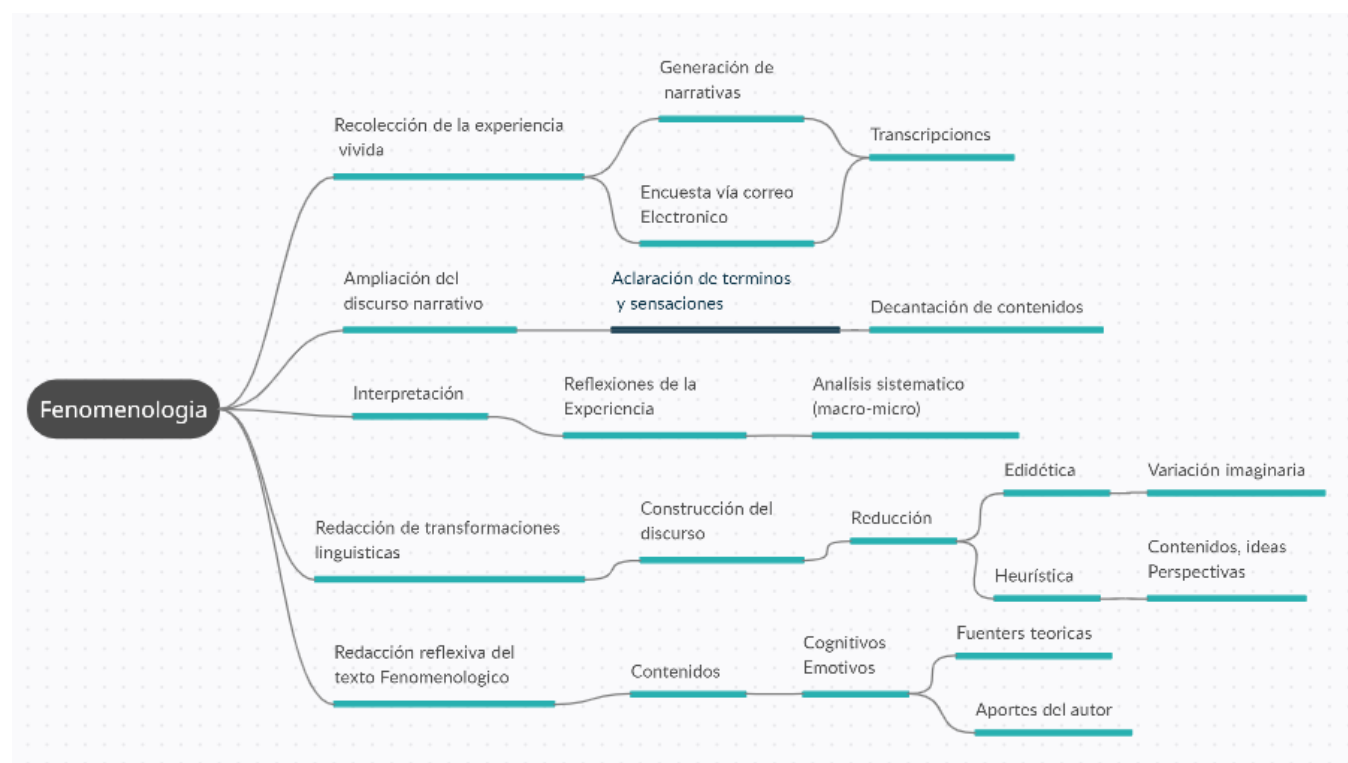 Generación de
narrativas
Recolección de la experiencia
vivida
Transcripciones
Encuesta vía correo
Electronico
Ampliación del
discurso narrativo
Aclaración de terminos
y sensaciones
Decantación de contenidos
Fenomenologia
Interpretación
Reflexiones de la
Experiencia
Analísis sistematico
(macro-micro)
Redacción de transformaciones
linguísticas
Construcción del
discurso
Reducción
Edidética
Variación imaginaria
Heurística
Contenidos, ideas
Perspectivas
Redacción reflexiva del
texto Fenomenologico
Contenidos
Cognitivos
Emotivos
Fuenters teoricas
Aportes del autor